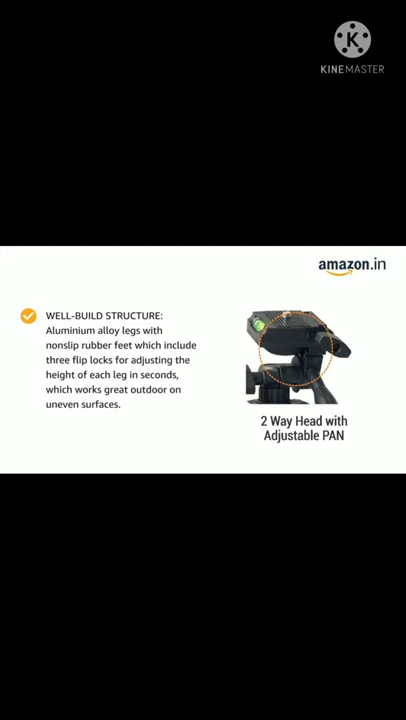 KINEMASTER
amazon.in
WELL-BUILD STRUCTURE:
Aluminium alloy legs with
nonslip rubber feet which include
three flip locks for adjusting the
height of each leg in seconds,
which works great outdoor on
uneven surfaces.
2 Way Head with
Adjustable PAN